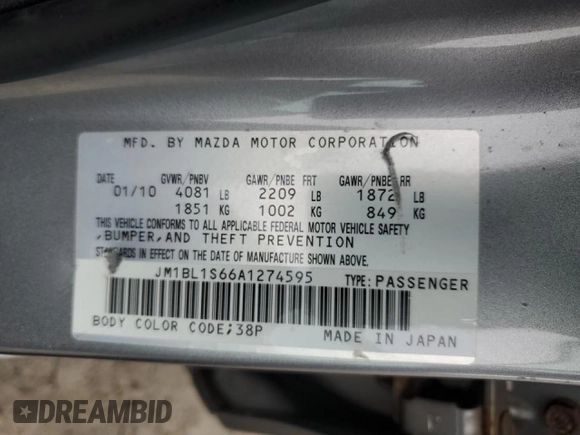 MFD. BY MAZDA MOTOR CORPORATION
DATE GVWR/PNBV GAWR/PNBE FRT GAWR/PNBE RR
01/10 4081 LB 2209 LB 1872 LB
1851 KG 1002 KG 849 KG
THIS VEHICLE CONFORMS TO ALL APPLICABLE FEDERAL MOTOR VEHICLE SAFETY
,BUMPER,AND THEFT PREVENTION
STANDARDS IN EFFECT ON THE DATE OF MANUFACTURE SHOWN ABOVE.
JM1BL1S66A1274595 TYPE: PASSENGER
BODY COLOR CODE;38P MADE IN JAPAN
DREAMBID